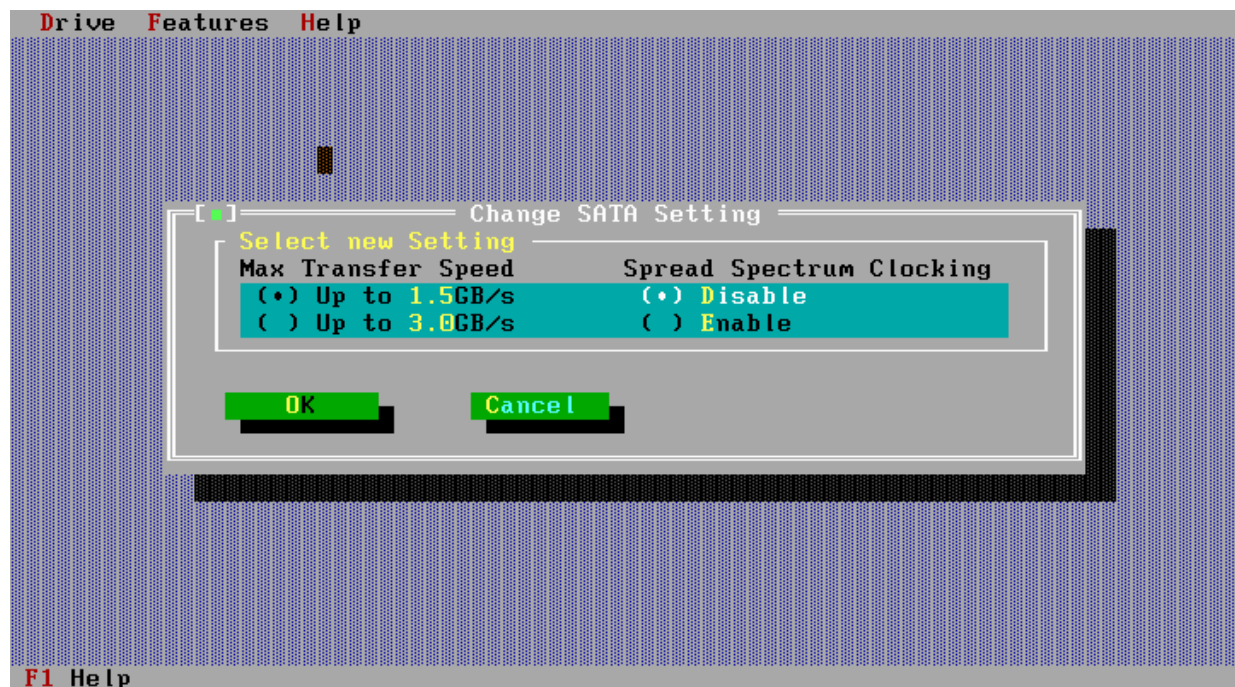 Drive Features Help
[■] Change SATA Setting
Select new Setting
Max Transfer Speed Spread Spectrum Clocking
(•) Up to 1.5GB/s (•) Disable
( ) Up to 3.0GB/s ( ) Enable
OK Cancel
F1 Help